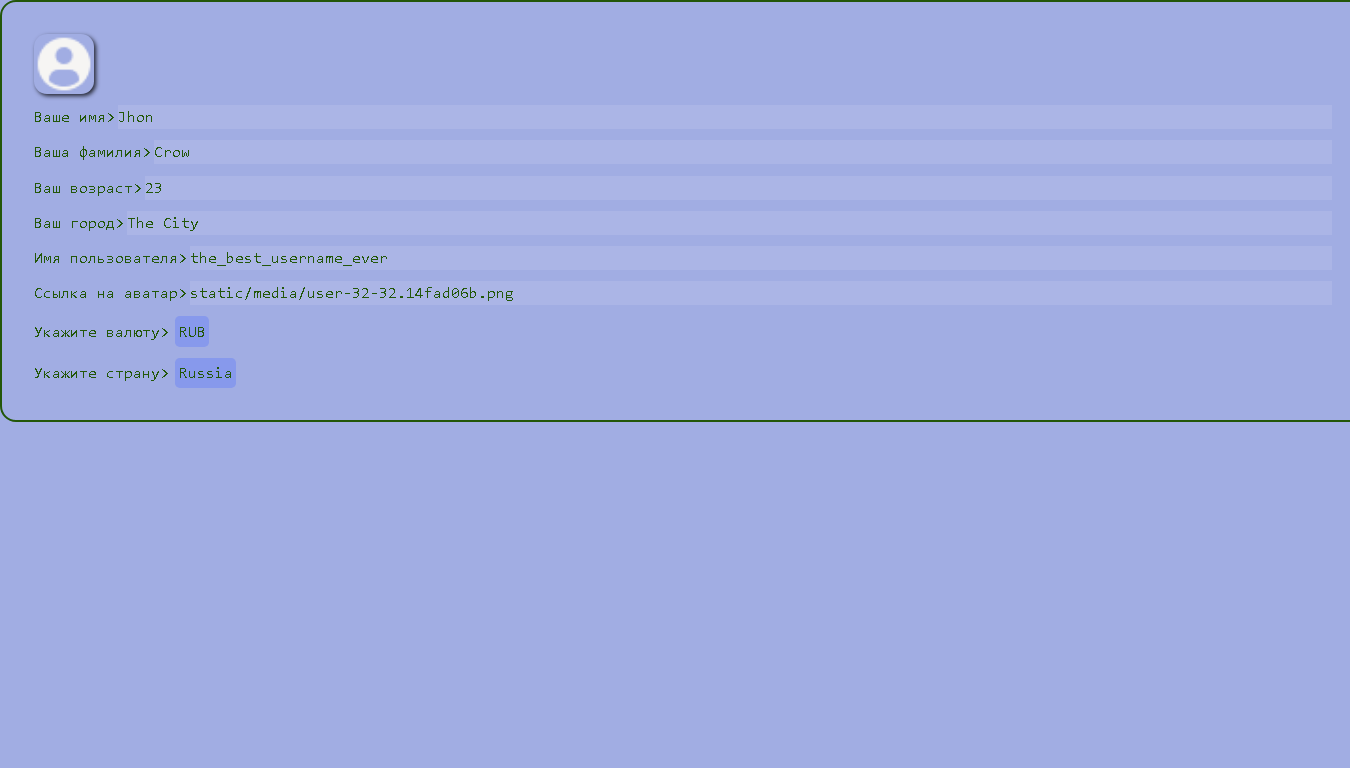 Ваше имя>Jhon
Ваша фамилия>Crow
Ваш возраст>23
Ваш город>The City
Имя пользователя>the_best_username_ever
Ссылка на аватар>static/media/user-32-32.14fad06b.png
Укажите валюту> RUB
Укажите страну> Russia